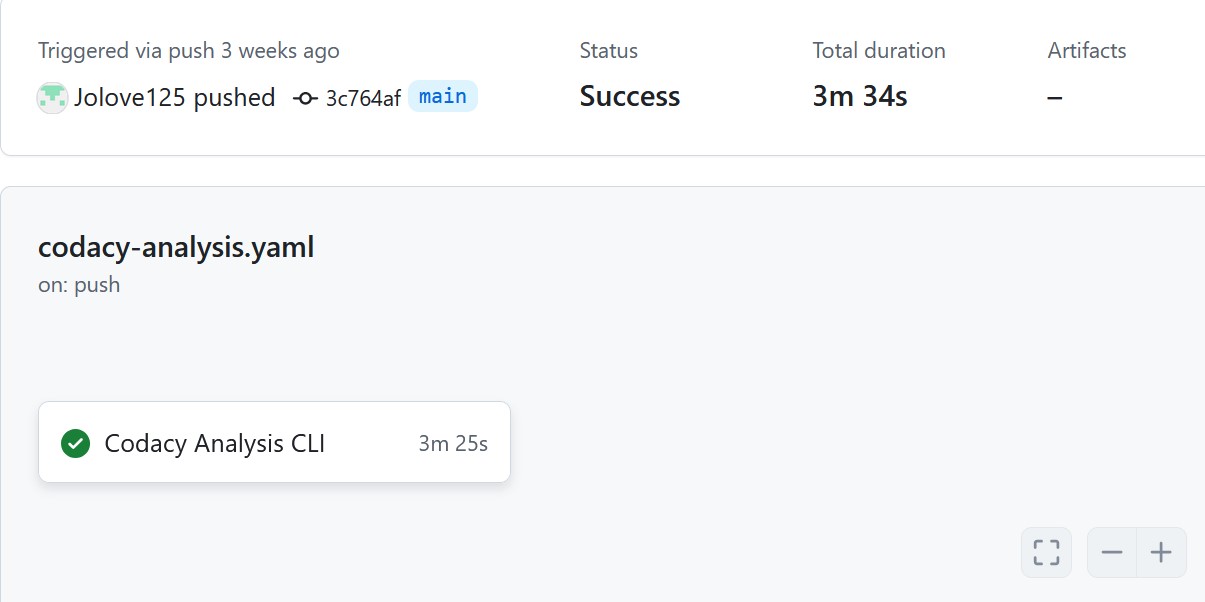 Triggered via push 3 weeks ago
Jolove125 pushed 3c764af main
Status
Success
Total duration
3m 34s
Artifacts
–
codacy-analysis.yaml
on: push
Codacy Analysis CLI 3m 25s